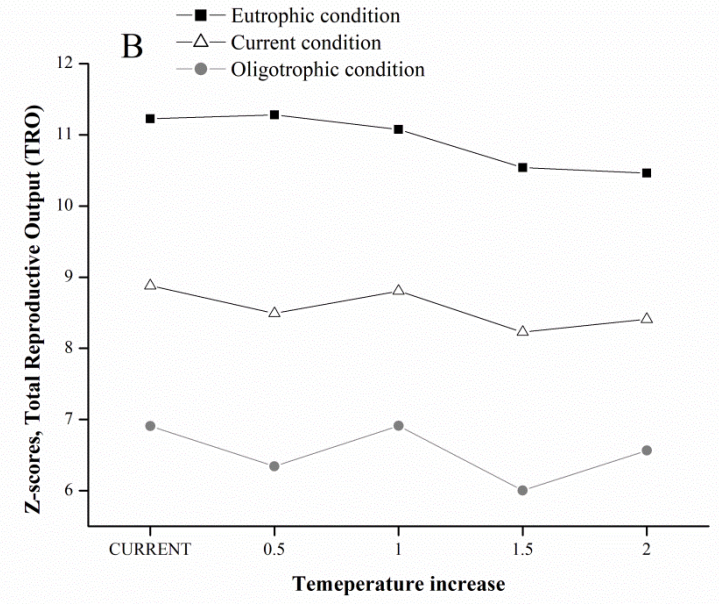 Eutrophic condition
B
Current condition
Oligotrophic condition
12
11
10
9
8
7
6
Z-scores, Total Reproductive Output (TRO)
CURRENT 0.5 1 1.5 2
Temeperature increase